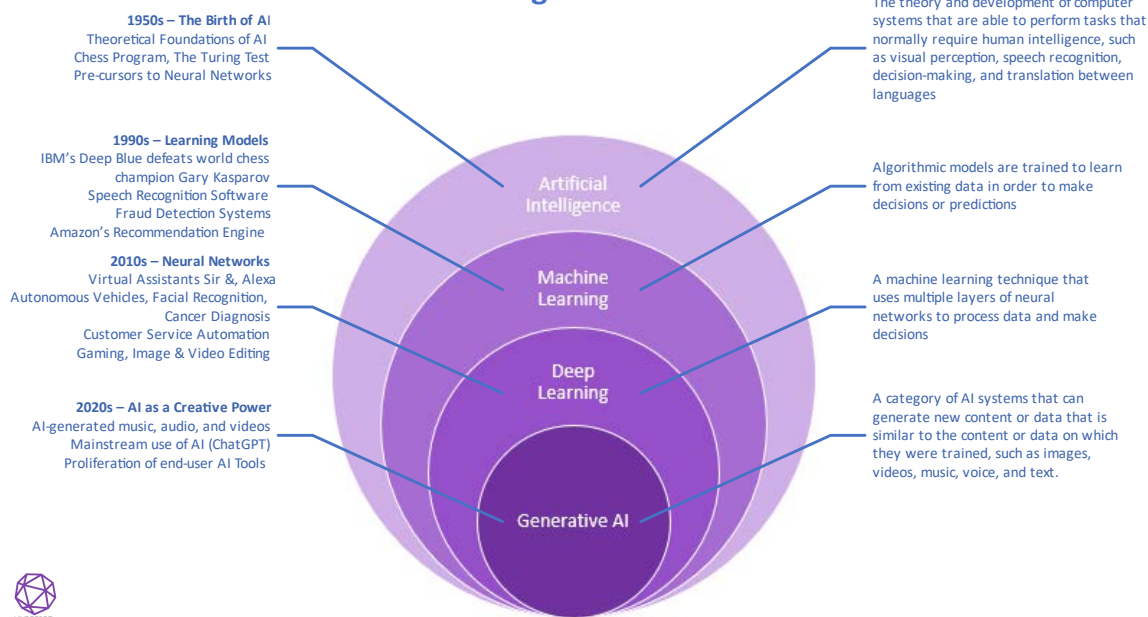 1950s – The Birth of AI
Theoretical Foundations of AI
Chess Program, The Turing Test
Pre-cursors to Neural Networks
1990s – Learning Models
IBM's Deep Blue defeats world chess
champion Gary Kasparov
Speech Recognition Software
Fraud Detection Systems
Amazon's Recommendation Engine
2010s – Neural Networks
Virtual Assistants Sir &, Alexa
Autonomous Vehicles, Facial Recognition,
Cancer Diagnosis
Customer Service Automation
Gaming, Image & Video Editing
2020s – AI as a Creative Power
AI-generated music, audio, and videos
Mainstream use of AI (ChatGPT)
Proliferation of end-user AI Tools
Artificial
Intelligence
Machine
Learning
Deep
Learning
Generative AI
The theory and development of computer
systems that are able to perform tasks that
normally require human intelligence, such
as visual perception, speech recognition,
decision-making, and translation between
languages
Algorithmic models are trained to learn
from existing data in order to make
decisions or predictions
A machine learning technique that
uses multiple layers of neural
networks to process data and make
decisions
A category of AI systems that can
generate new content or data that is
similar to the content or data on which
they were trained, such as images,
videos, music, voice, and text.